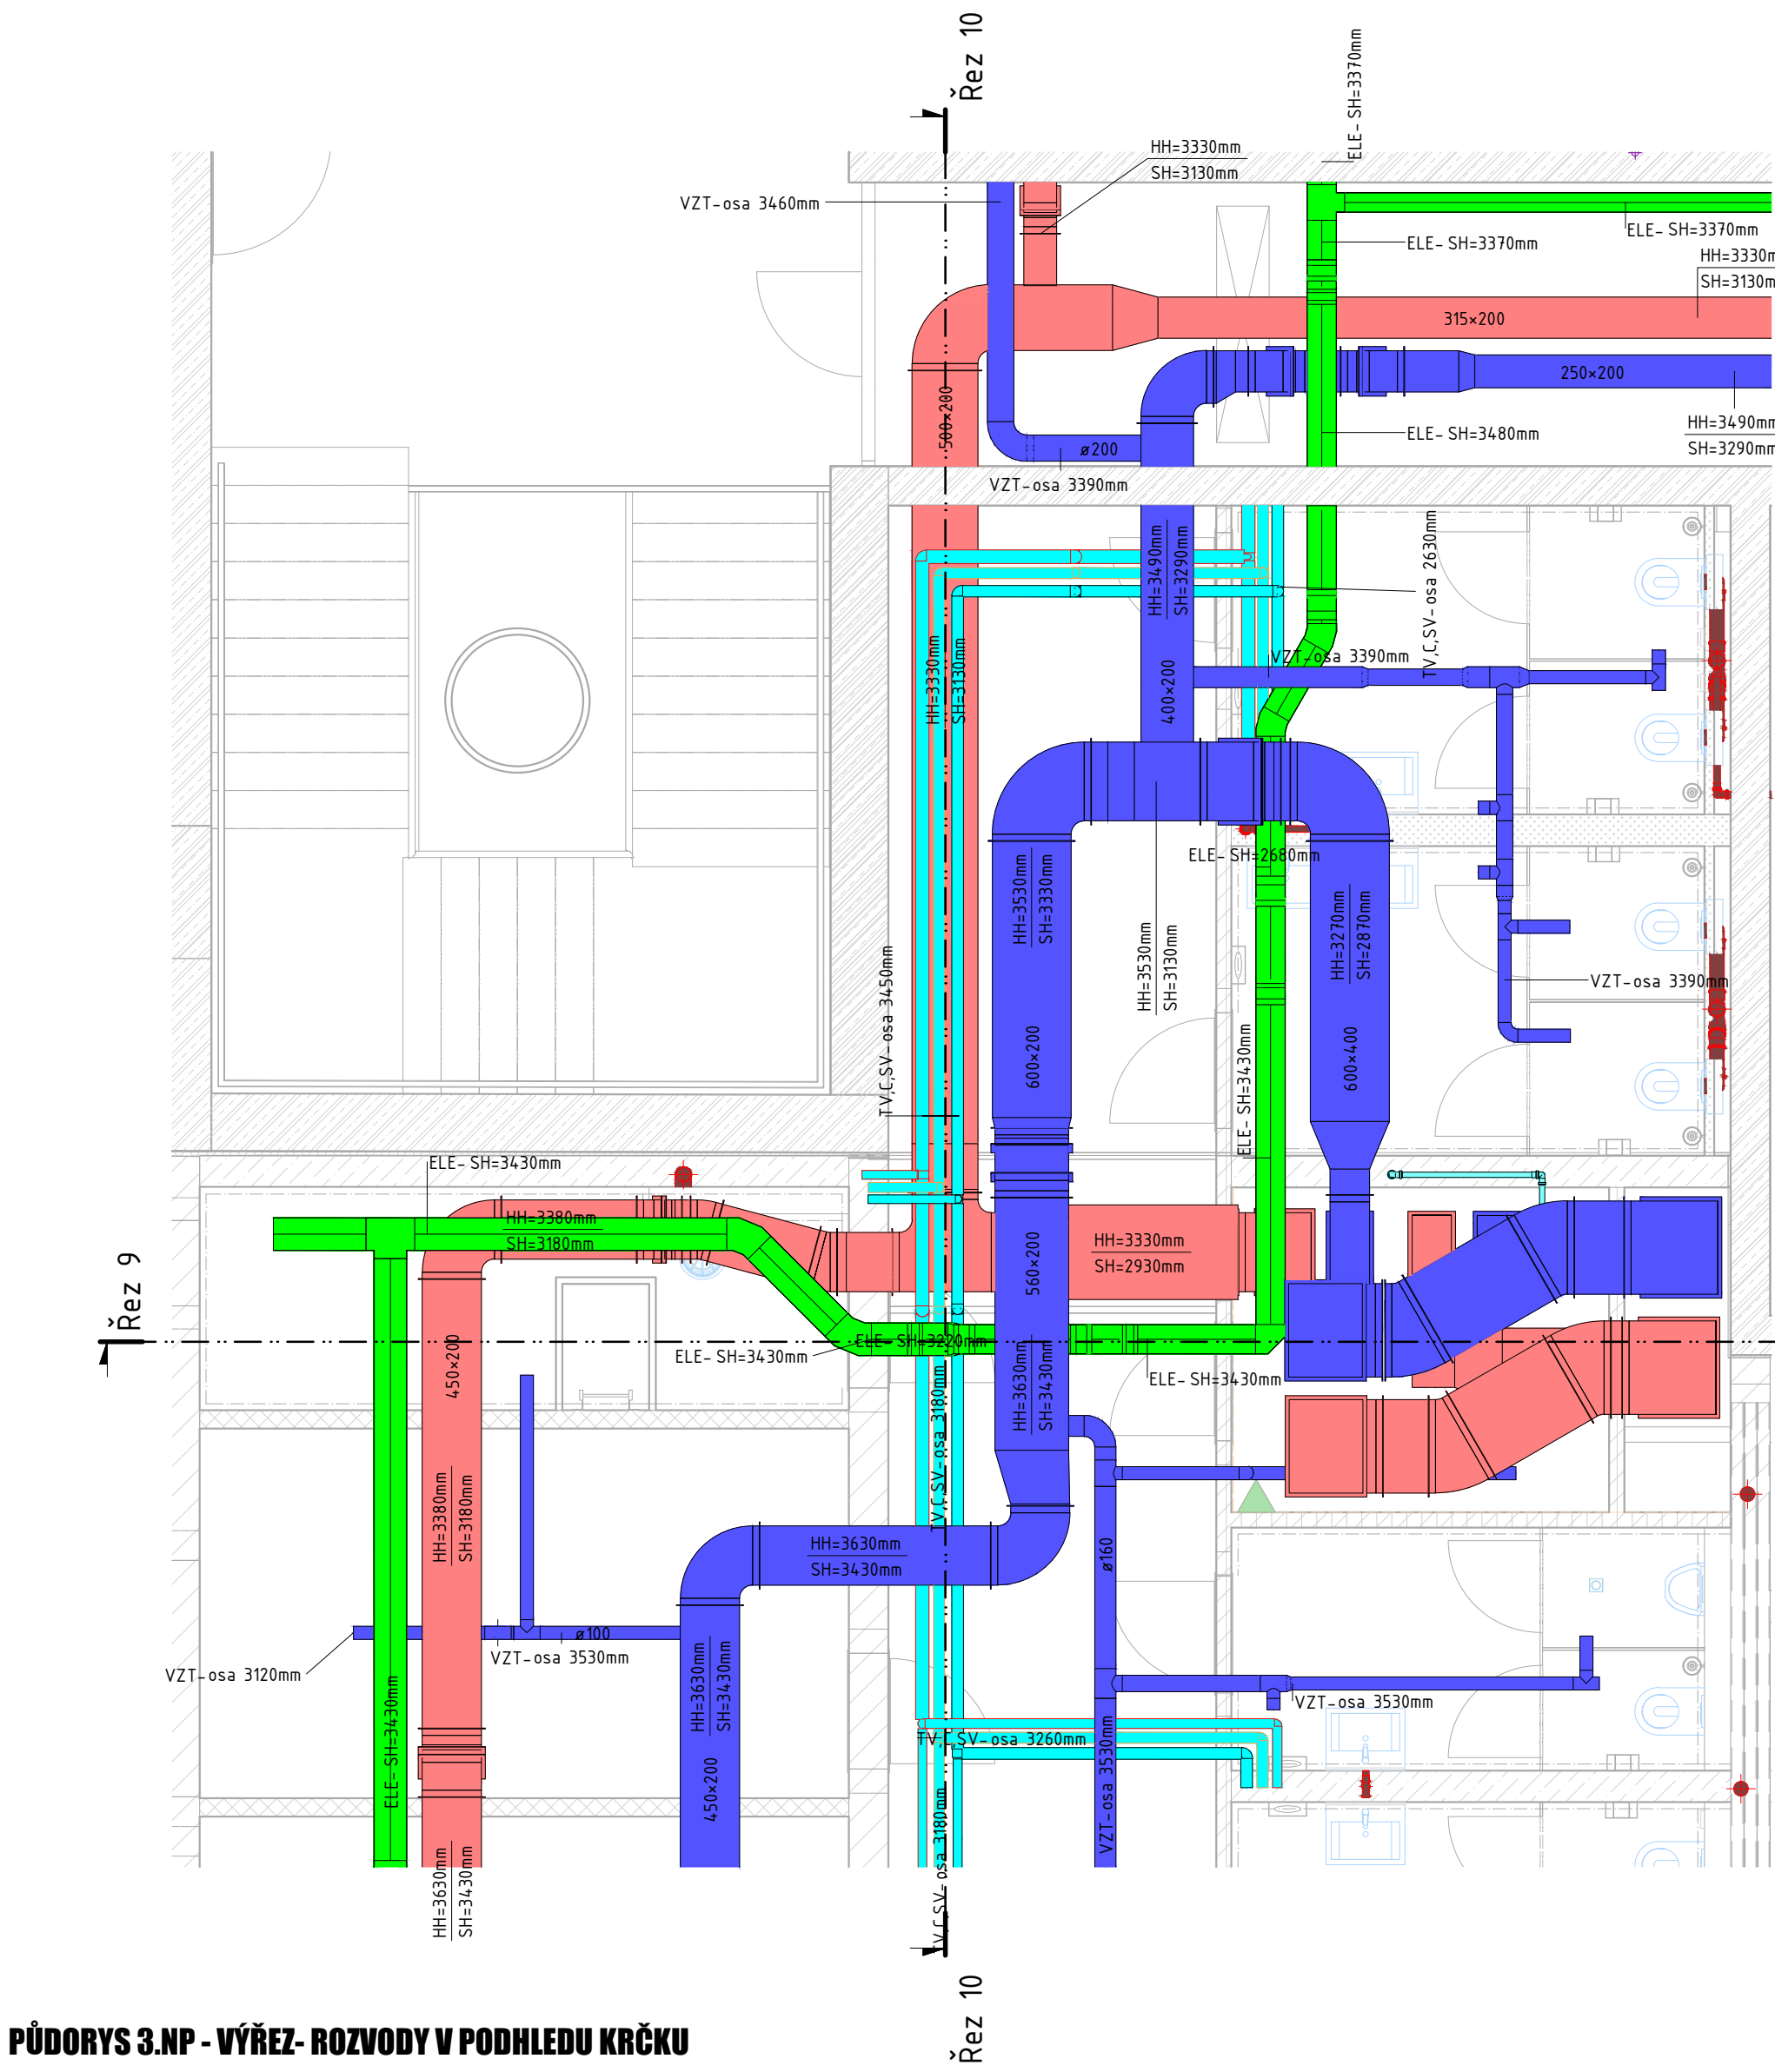 Řez 10
ELE- SH=3370mm
HH=3330mm
SH=3130mm
VZT-osa 3460mm
ELE- SH=3370mm
ELE- SH=3370mm
HH=3330m
SH=3130m
315×200
250×200
500×200
ELE- SH=3480mm
HH=3490m
SH=3290m
ø200
VZT-osa 3390mm
HH=3490mm
SH=3290mm
TV,C,SV-osa 2630mm
HH=3330mm
SH=3130mm
VZT-osa 3390mm
400×200
ELE- SH=2680mm
HH=3530mm
SH=3330mm
HH=3530mm
SH=3130mm
HH=3270mm
SH=2870mm
VZT-osa 3390mm
TV,C,SV-osa 3450mm
600×200
600×400
ELE- SH=3430mm
ELE- SH=3430mm
HH=3380mm
SH=3180mm
HH=3330mm
SH=2930mm
560×200
Řez 9
ELE- SH=3220mm
ELE- SH=3430mm
ELE- SH=3430mm
450×200
HH=3630mm
SH=3430mm
TV,C,SV-osa 3180mm
HH=3380mm
SH=3180mm
HH=3630mm
SH=3430mm
ø160
ø100
VZT-osa 3530mm
VZT-osa 3120mm
HH=3630mm
SH=3430mm
VZT-osa 3530mm
ELE- SH=3430mm
TV,C,SV-osa 3260mm
450×200
VZT-osa 3530mm
TV,C,SV-osa 3180mm
HH=3630mm
SH=3430mm
Řez 10
PŮDORYS 3.NP - VÝŘEZ- ROZVODY V PODHLEDU KRČKU